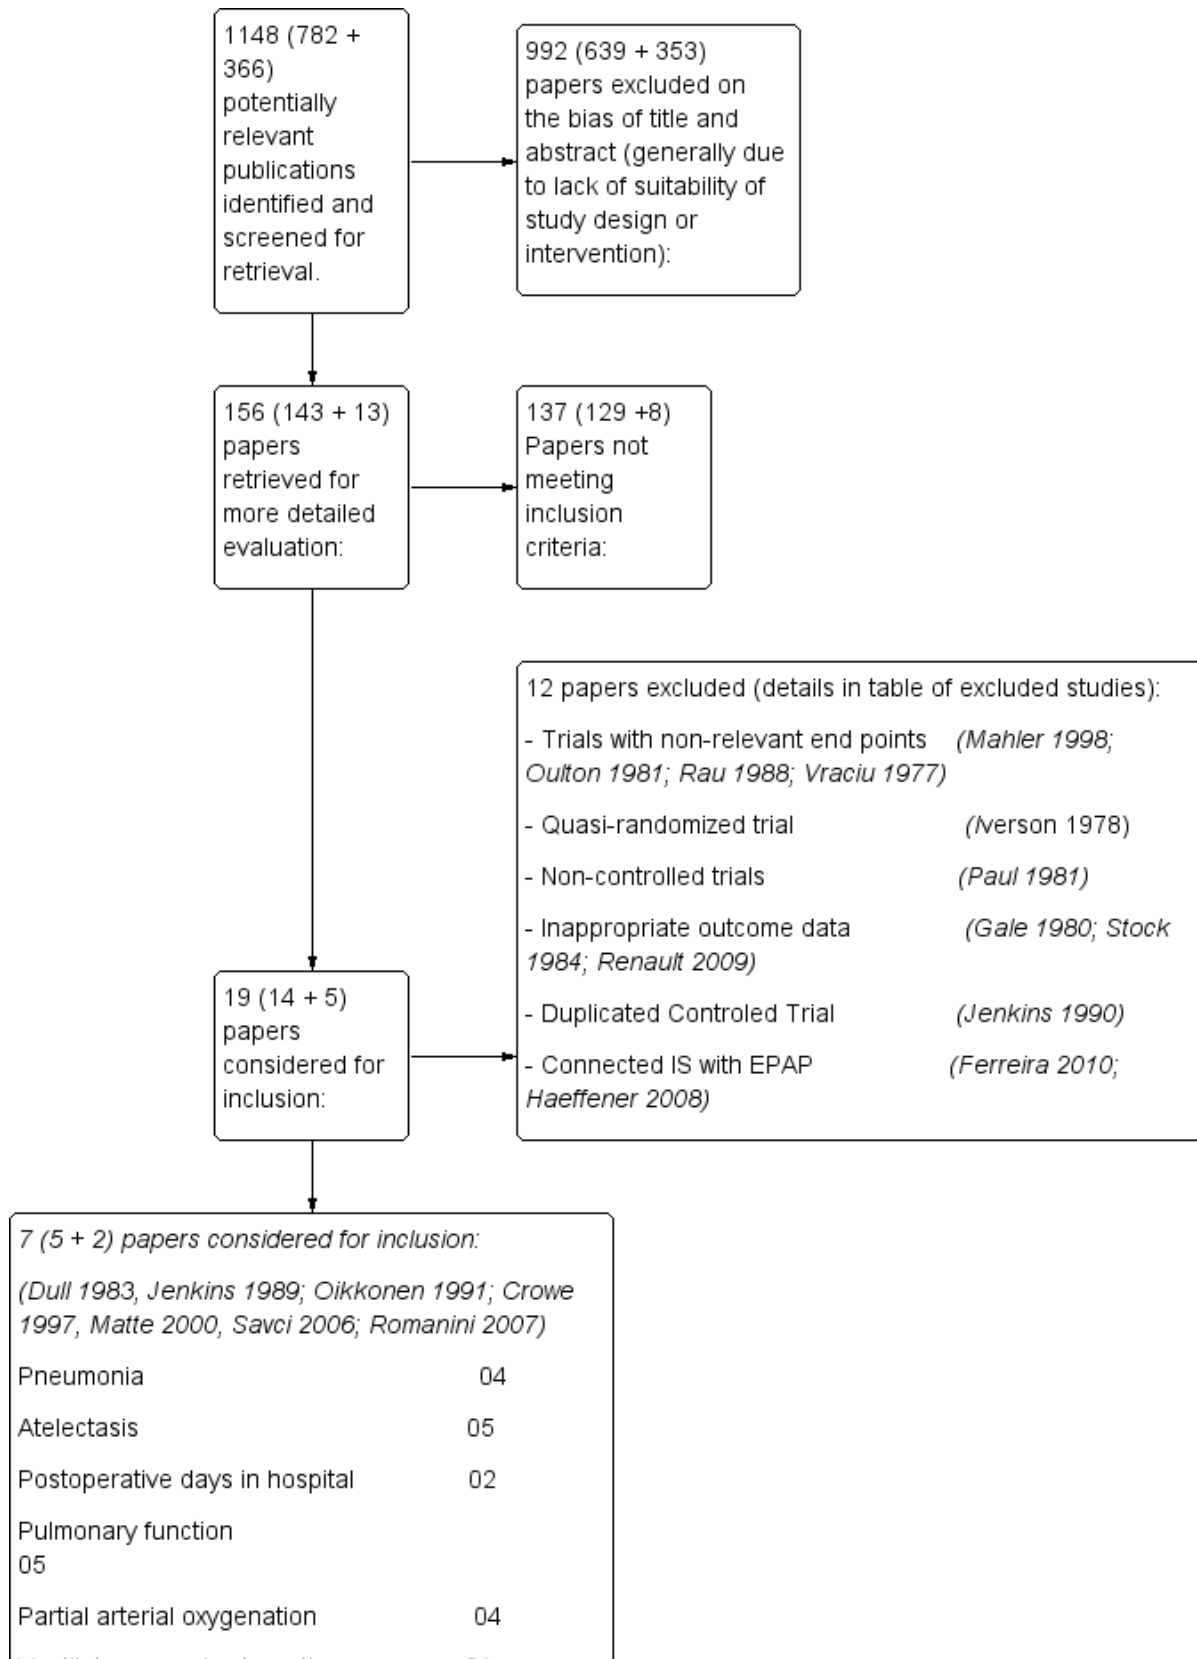 1148 (782 +
366)
potentially
relevant
publications
identified and
screened for
retrieval.
992 (639 + 353)
papers excluded on
the bias of title and
abstract (generally due
to lack of suitability of
study design or
intervention):
156 (143 + 13)
papers
retrieved for
more detailed
evaluation:
137 (129 +8)
Papers not
meeting
inclusion
criteria:
12 papers excluded (details in table of excluded studies):
- Trials with non-relevant end points (Mahler 1998;
Oulton 1981; Rau 1988; Vraciu 1977)
- Quasi-randomized trial (Iverson 1978)
- Non-controlled trials (Paul 1981)
- Inappropriate outcome data (Gale 1980; Stock
1984; Renault 2009)
- Duplicated Controled Trial (Jenkins 1990)
- Connected IS with EPAP (Ferreira 2010;
Haeffener 2008)
19 (14 + 5)
papers
considered for
inclusion:
7 (5 + 2) papers considered for inclusion:
(Dull 1983, Jenkins 1989; Oikkonen 1991; Crowe
1997, Matte 2000, Savci 2006; Romanini 2007)
Pneumonia 04
Atelectasis 05
Postoperative days in hospital 02
Pulmonary function
05
Partial arterial oxygenation 04